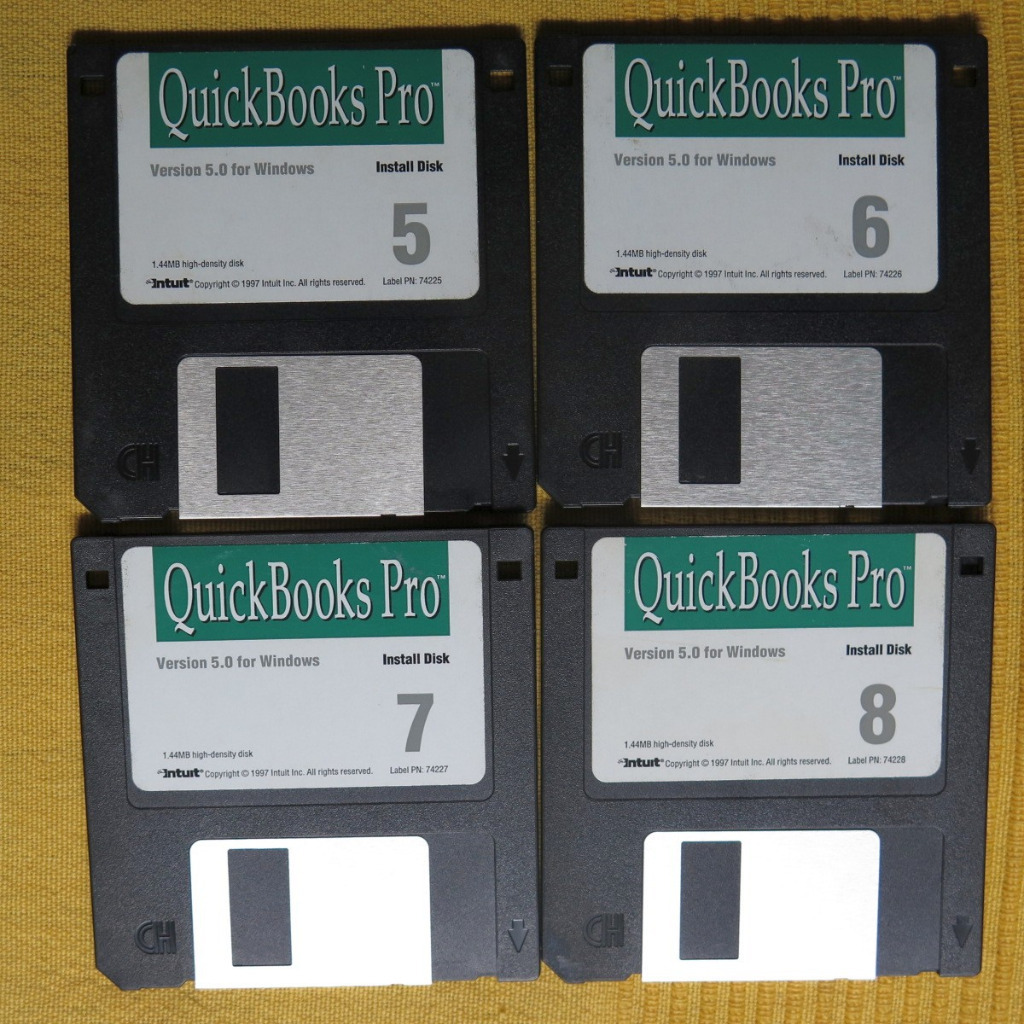 QuickBooks Pro™
Version 5.0 for Windows Install Disk
5
1.44MB high-density disk
Intuit® Copyright © 1997 Intuit Inc. All rights reserved. Label PN: 74225
HD
QuickBooks Pro™
Version 5.0 for Windows Install Disk
6
1.44MB high-density disk
Intuit® Copyright © 1997 Intuit Inc. All rights reserved. Label PN: 74226
HD
QuickBooks Pro™
Version 5.0 for Windows Install Disk
7
1.44MB high-density disk
Intuit® Copyright © 1997 Intuit Inc. All rights reserved. Label PN: 74227
HD
QuickBooks Pro™
Version 5.0 for Windows Install Disk
8
1.44MB high-density disk
Intuit® Copyright © 1997 Intuit Inc. All rights reserved. Label PN: 74228
HD